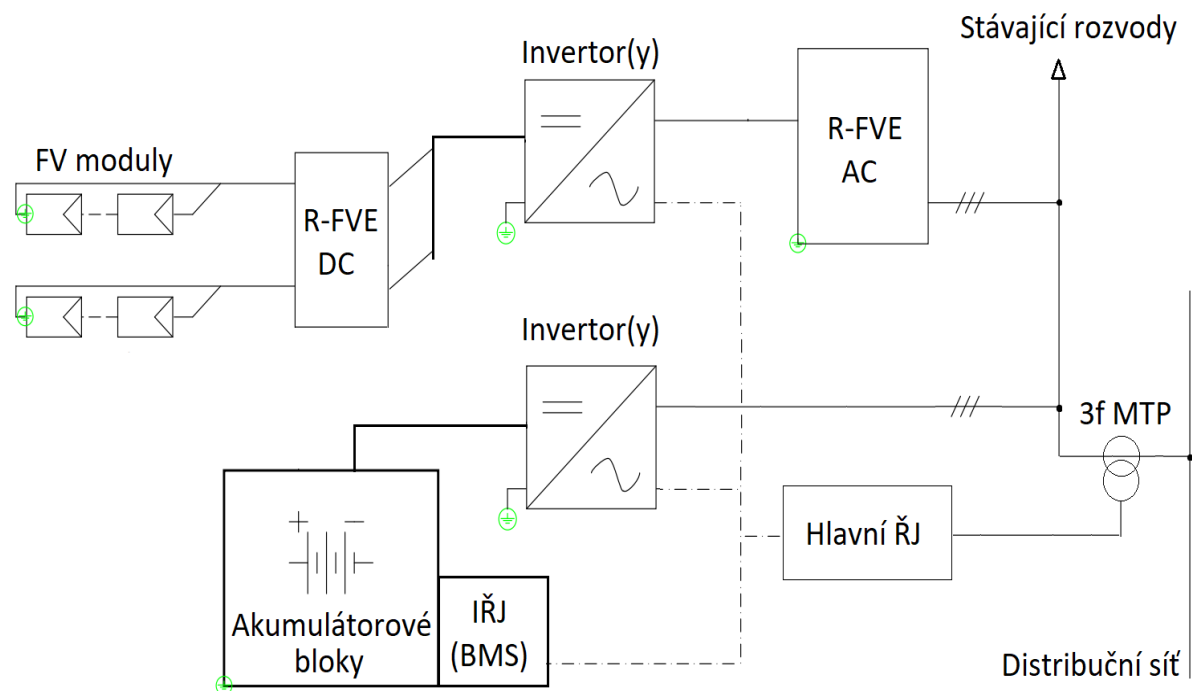 Stávající rozvody
Invertor(y)
FV moduly
R-FVE
DC
R-FVE
AC
Invertor(y)
3f MTP
Hlavní ŘJ
+ −
Akumulátorové
bloky
IŘJ
(BMS)
Distribuční síť